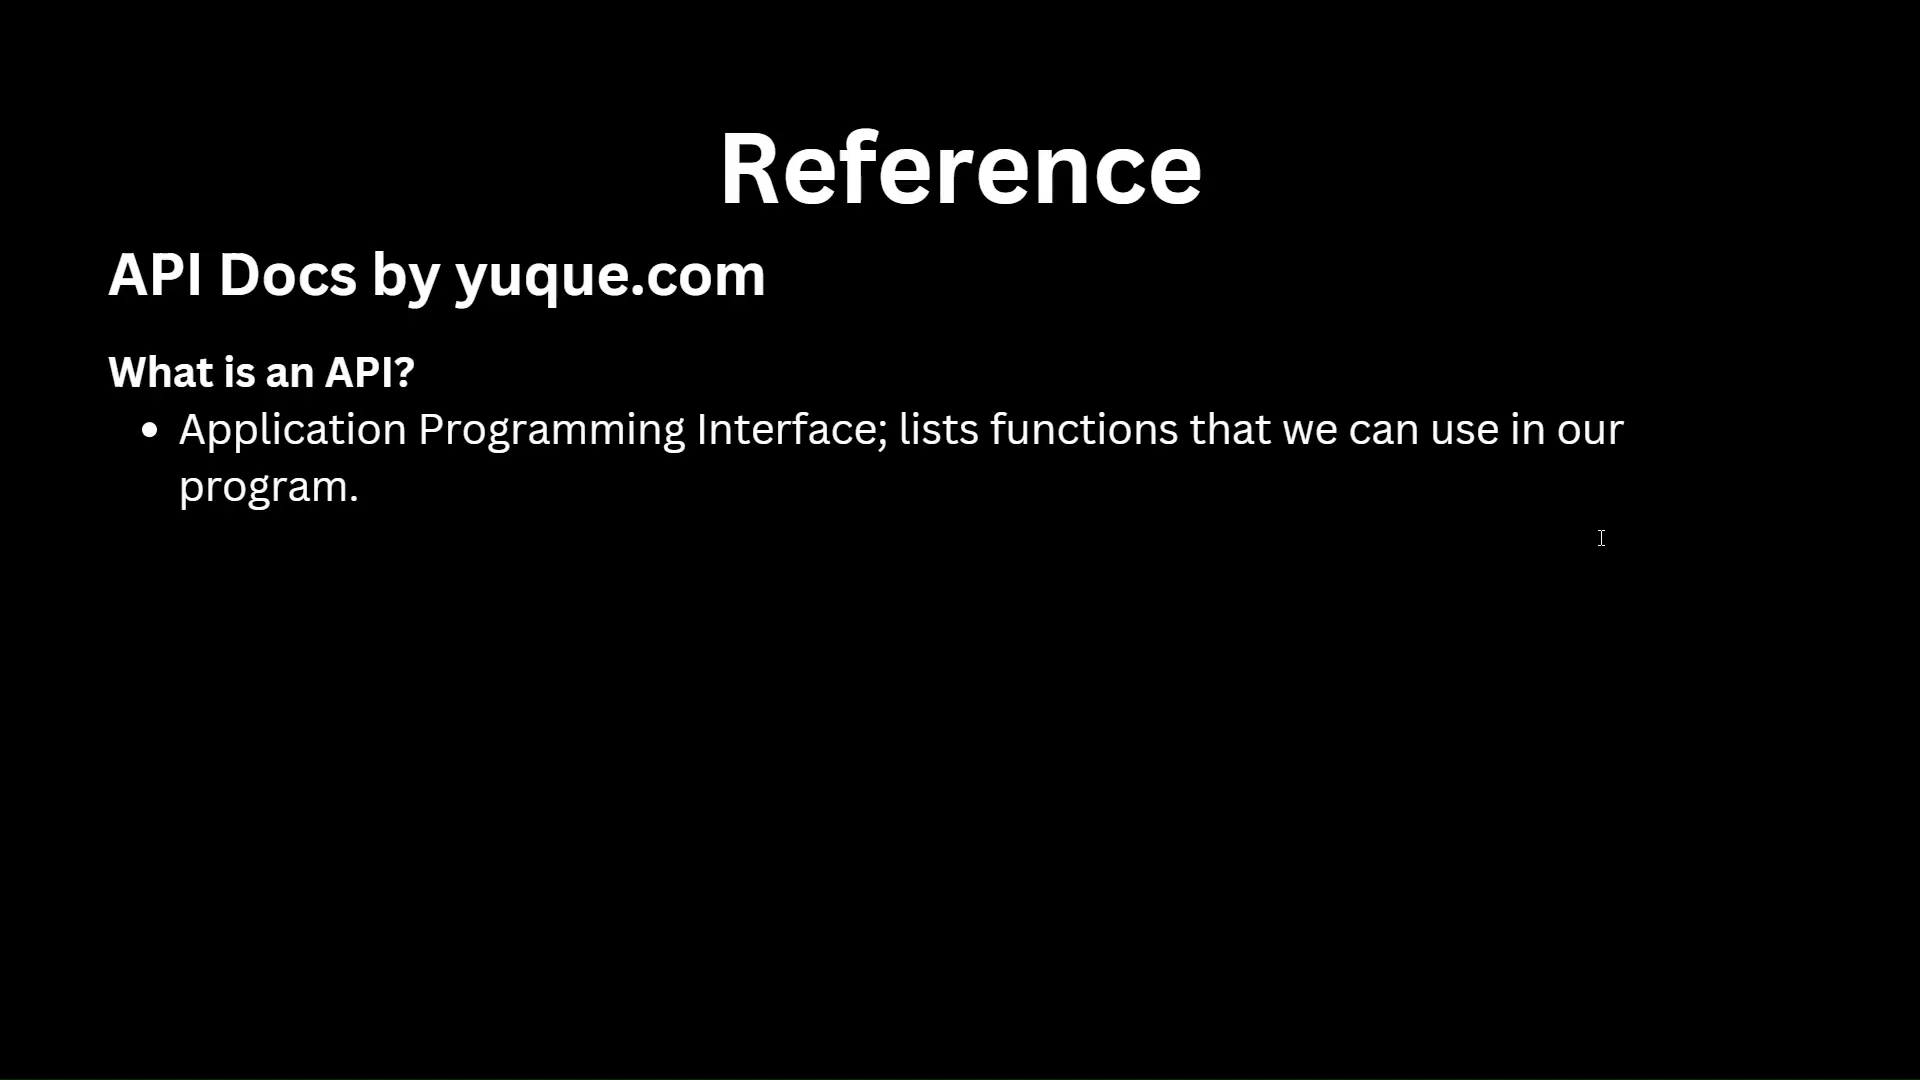 Reference
API Docs by yuque.com
What is an API?
• Application Programming Interface; lists functions that we can use in our
program.